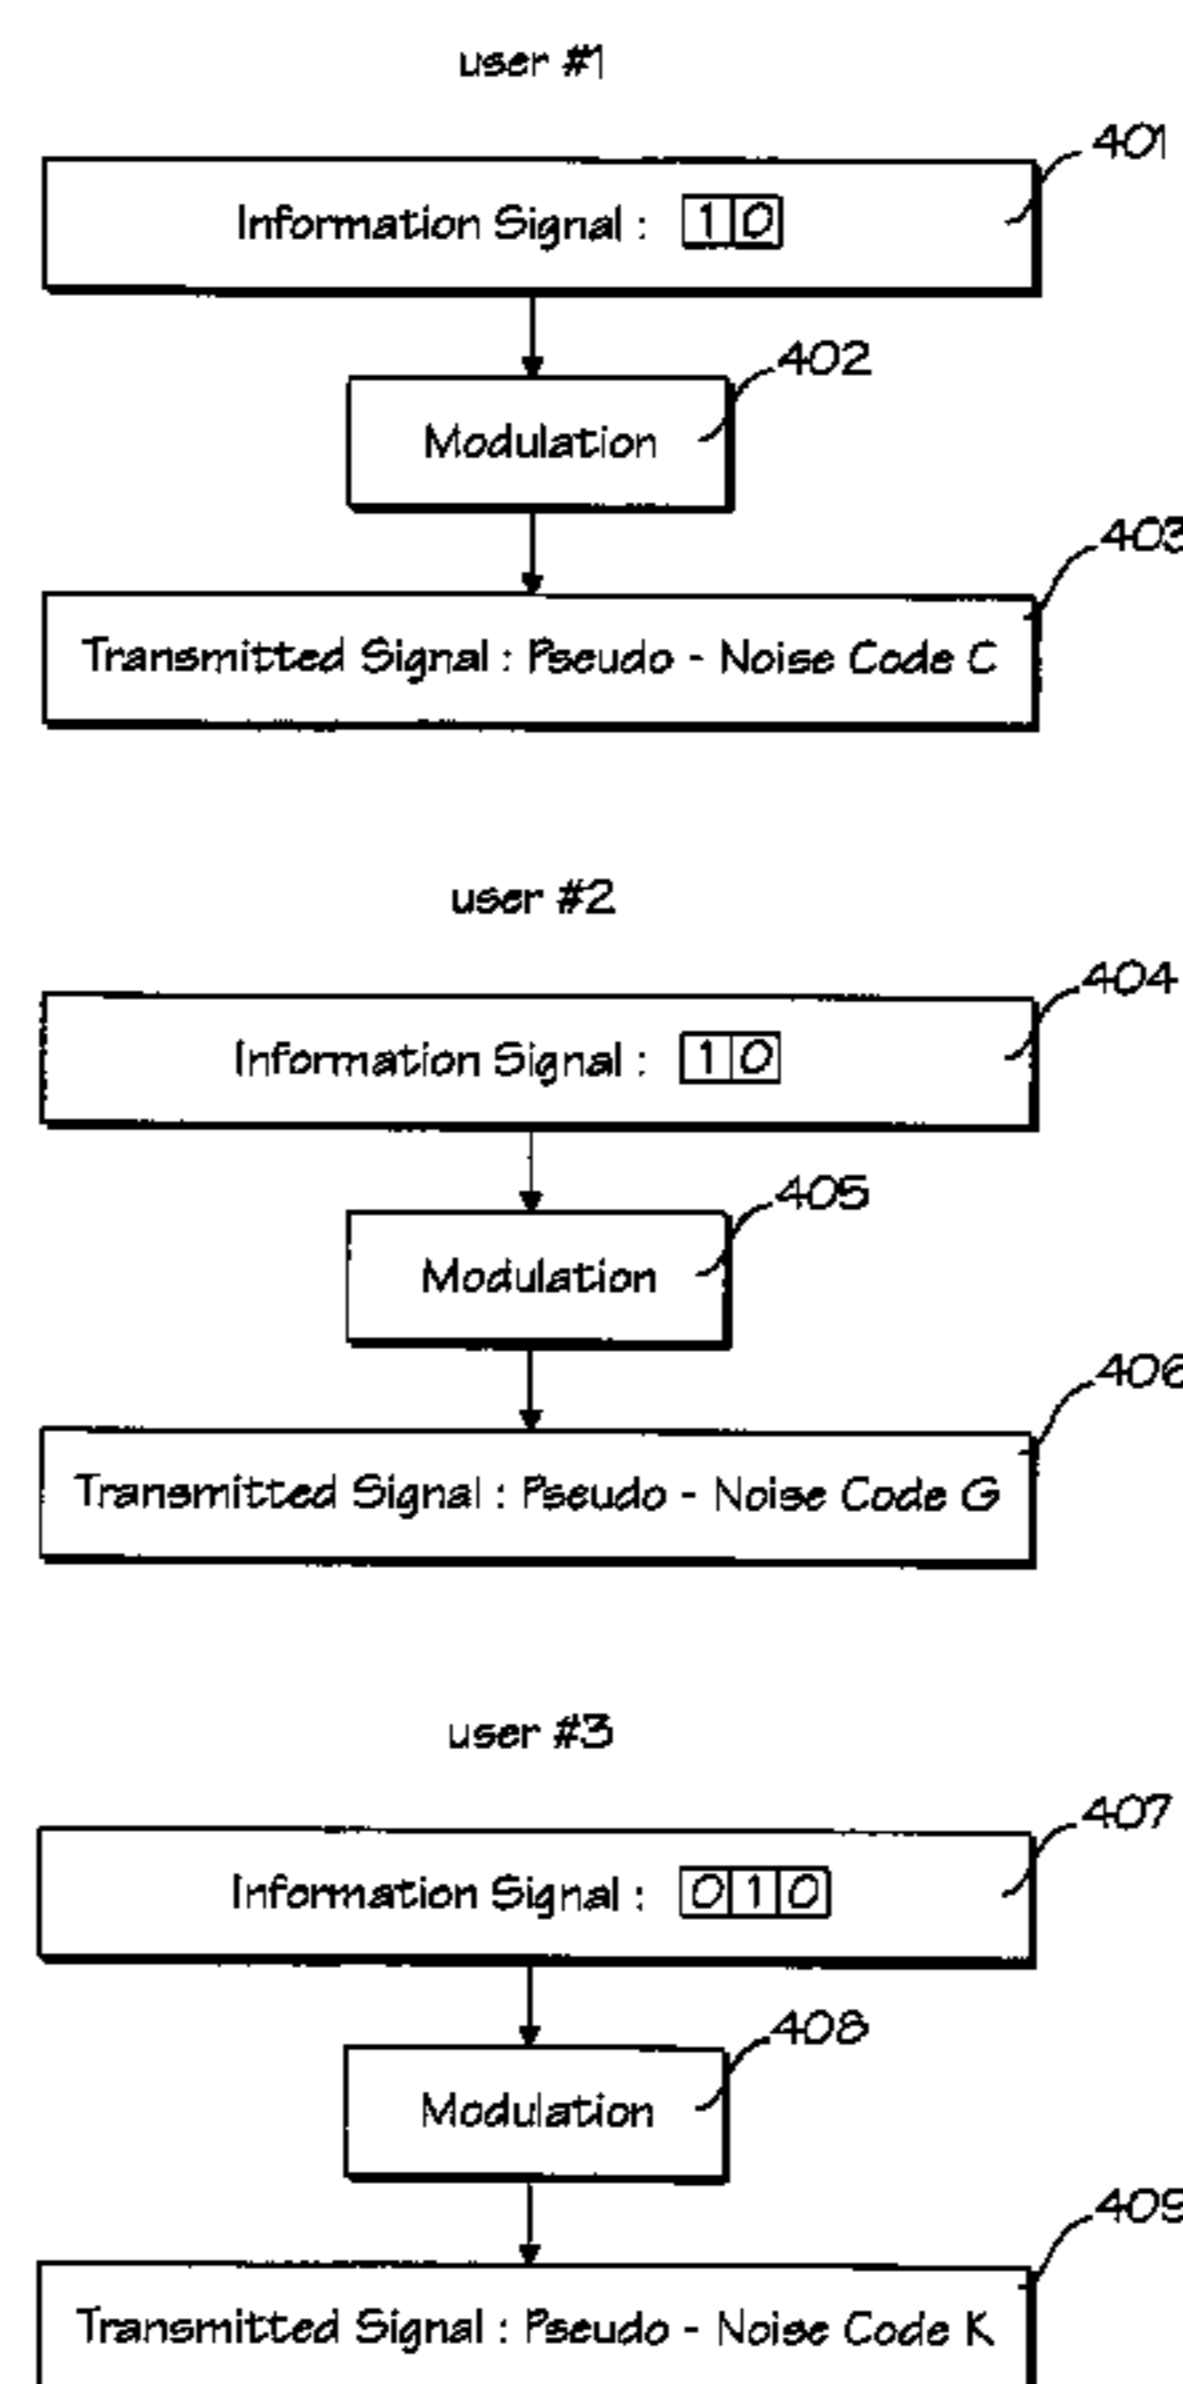 user #1
401
Information Signal : 1 0
402
Modulation
403
Transmitted Signal : Pseudo - Noise Code C
user #2
404
Information Signal : 1 0
405
Modulation
406
Transmitted Signal : Pseudo - Noise Code G
user #3
407
Information Signal : 0 1 0
408
Modulation
409
Transmitted Signal : Pseudo - Noise Code K